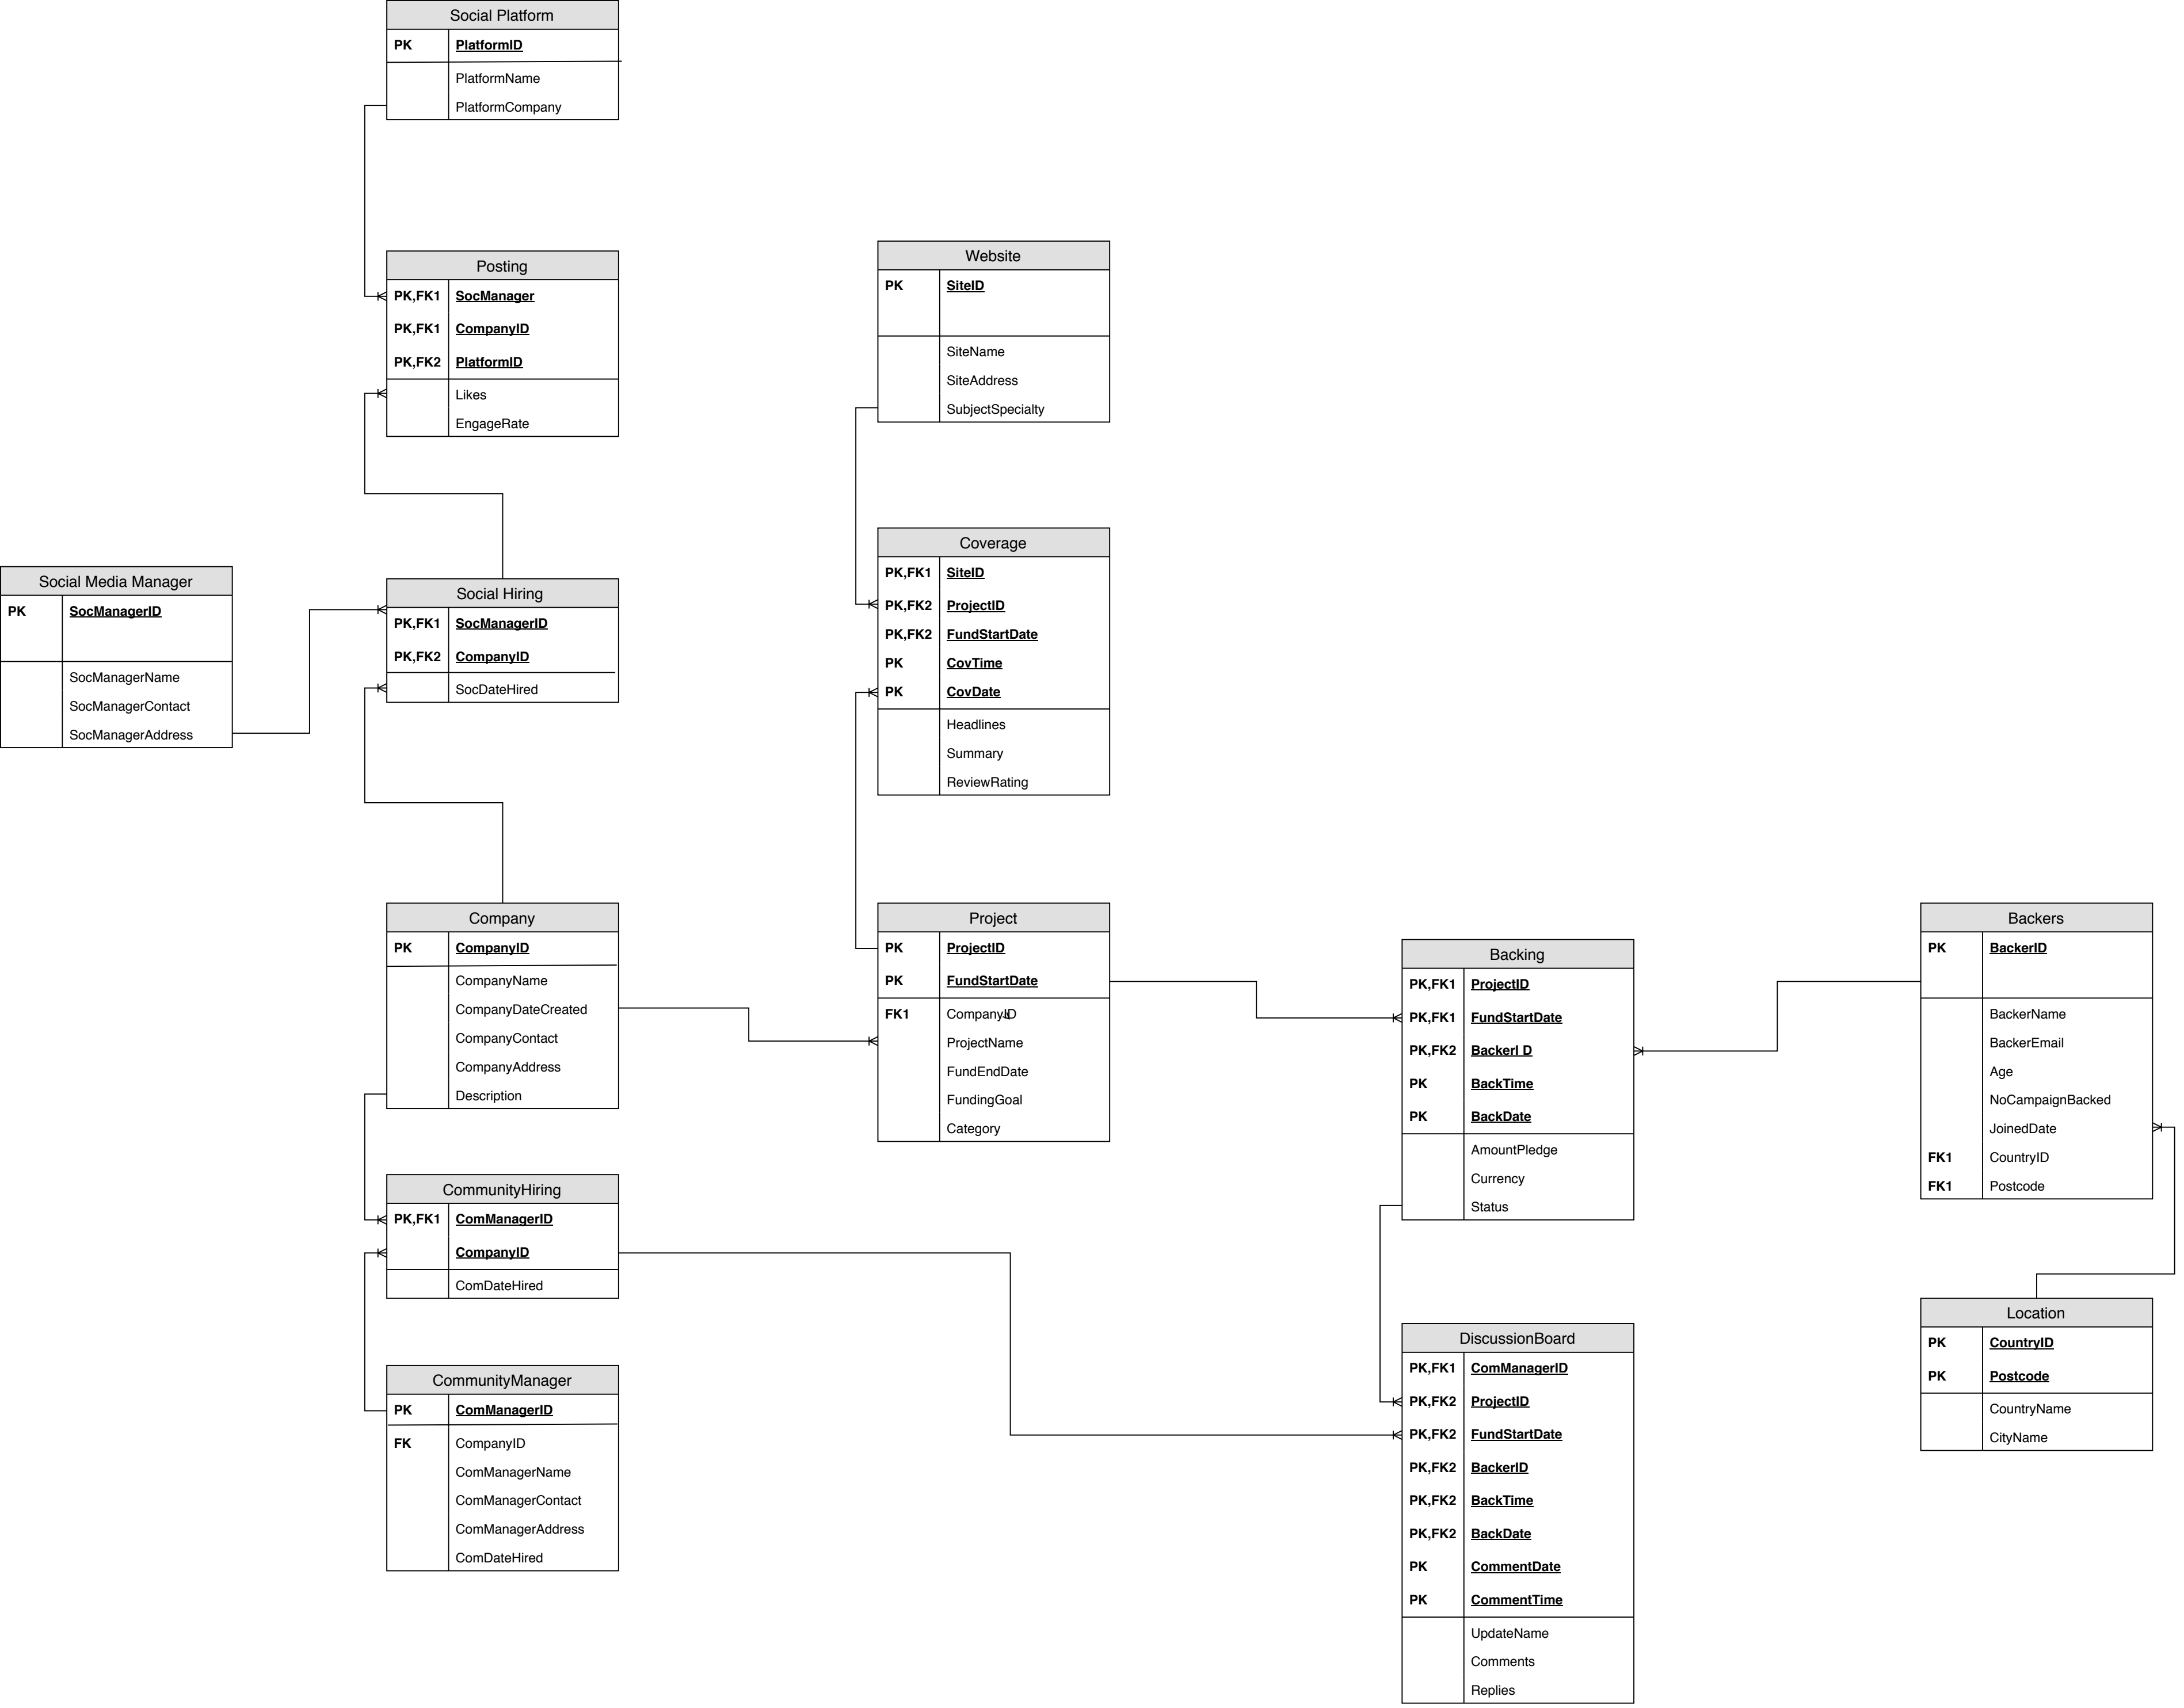 Social Platform
PK PlatformID
PlatformName
PlatformCompany
Posting
PK,FK1 SocManager
PK,FK1 CompanyID
PK,FK2 PlatformID
Likes
EngageRate
Website
PK SiteID
SiteName
SiteAddress
SubjectSpecialty
Coverage
PK,FK1 SiteID
PK,FK2 ProjectID
PK,FK2 FundStartDate
PK CovTime
PK CovDate
Headlines
Summary
ReviewRating
Social Media Manager
PK SocManagerID
SocManagerName
SocManagerContact
SocManagerAddress
Social Hiring
PK,FK1 SocManagerID
PK,FK2 CompanyID
SocDateHired
Company
PK CompanyID
CompanyName
CompanyDateCreated
CompanyContact
CompanyAddress
Description
Project
PK ProjectID
PK FundStartDate
FK1 CompanyID
ProjectName
FundEndDate
FundingGoal
Category
Backing
PK,FK1 ProjectID
PK,FK1 FundStartDate
PK,FK2 BackerI D
PK BackTime
PK BackDate
AmountPledge
Currency
Status
Backers
PK BackerID
BackerName
BackerEmail
Age
NoCampaignBacked
JoinedDate
FK1 CountryID
FK1 Postcode
CommunityHiring
PK,FK1 ComManagerID
CompanyID
ComDateHired
CommunityManager
PK ComManagerID
FK CompanyID
ComManagerName
ComManagerContact
ComManagerAddress
ComDateHired
DiscussionBoard
PK,FK1 ComManagerID
PK,FK2 ProjectID
PK,FK2 FundStartDate
PK,FK2 BackerID
PK,FK2 BackTime
PK,FK2 BackDate
PK CommentDate
PK CommentTime
UpdateName
Comments
Replies
Location
PK CountryID
PK Postcode
CountryName
CityName